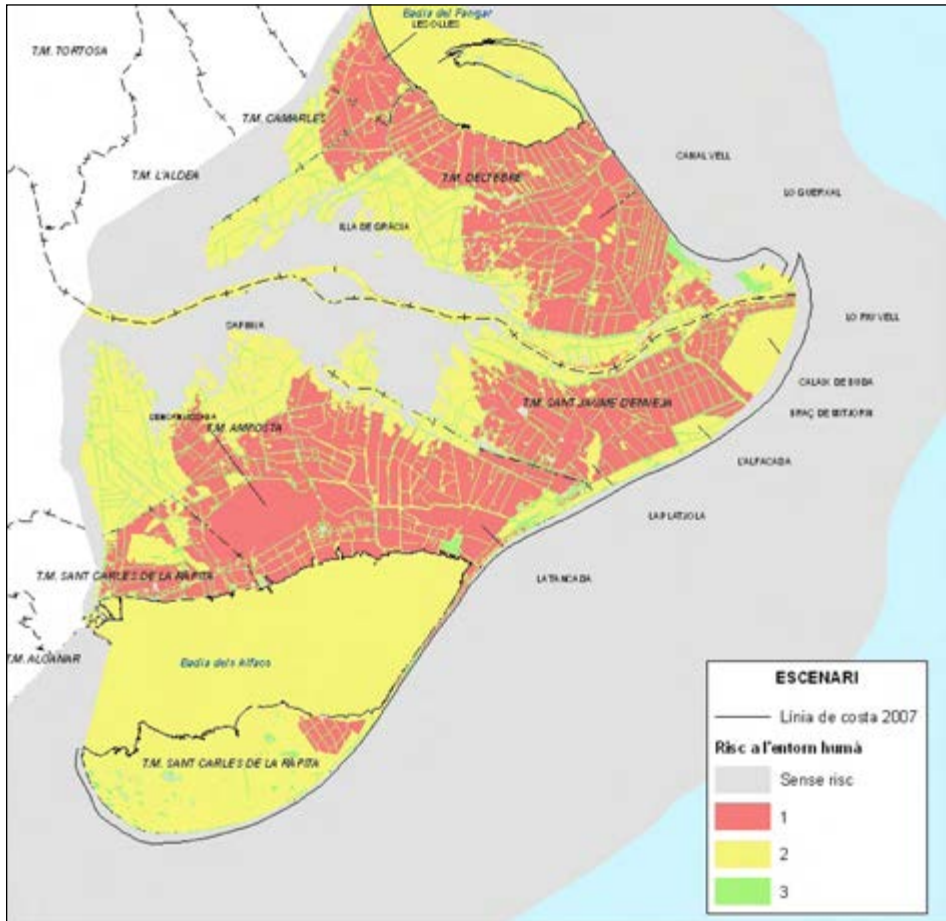 Badia del Fangar
LES OLLES
T.M. TORTOSA
T.M. CAMARLES
CANAL VELL
T.M. L'ALDEA
T.M. DELTEBRE
LO GUERXAL
ILLA DE GRÀCIA
LO RIU VELL
CARBINA
CALAIX DE BUDA
T.M. SANT JAUME D'ENVEJA
BRAÇ DE MITJORN
T.M. AMPOSTA
L'ALFACADA
LA PLATJOLA
T.M. SANT CARLES DE LA RÀPITA
LA TANCADA
T.M. ALCANAR
Badia dels Alfacs
T.M. SANT CARLES DE LA RÀPITA
ESCENARI
Línia de costa 2007
Risc a l'entorn humà
Sense risc
1
2
3